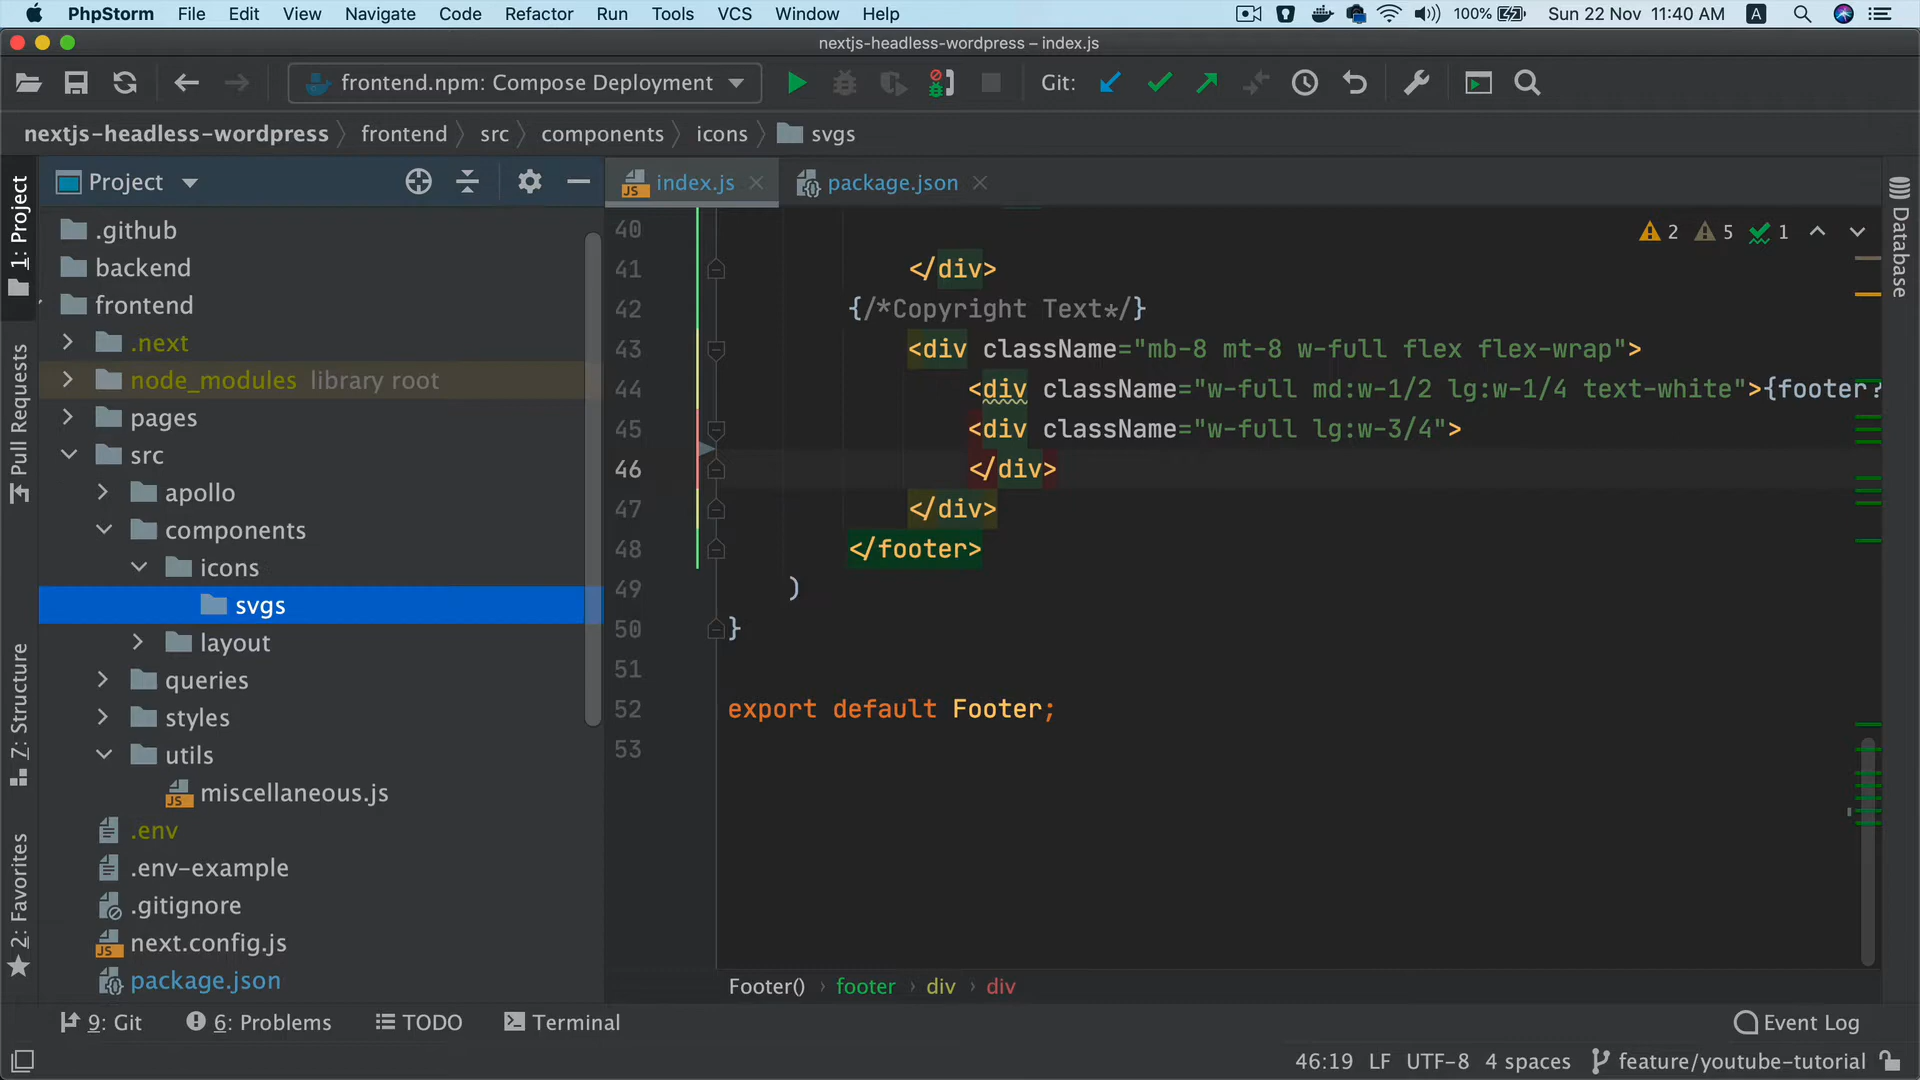 PhpStorm File Edit View Navigate Code Refactor Run Tools VCS Window Help 100% Sun 22 Nov 11:40 AM A
nextjs-headless-wordpress – index.js
frontend.npm: Compose Deployment Git:
nextjs-headless-wordpress frontend src components icons svgs
1: Project
Pull Requests
Z: Structure
2: Favorites
Project
.github
backend
frontend
.next
node_modules library root
pages
src
apollo
components
icons
svgs
layout
queries
styles
utils
JS miscellaneous.js
.env
.env-example
.gitignore
JS next.config.js
package.json
JS index.js package.json
2 5 1
40
41 </div>
42 {/*Copyright Text*/}
43 <div className="mb-8 mt-8 w-full flex flex-wrap">
44 <div className="w-full md:w-1/2 lg:w-1/4 text-white">{footer?
45 <div className="w-full lg:w-3/4">
46 </div>
47 </div>
48 </footer>
49 )
50 }
51
52 export default Footer;
53
Database
Footer() footer div div
9: Git 6: Problems TODO Terminal Event Log
46:19 LF UTF-8 4 spaces feature/youtube-tutorial